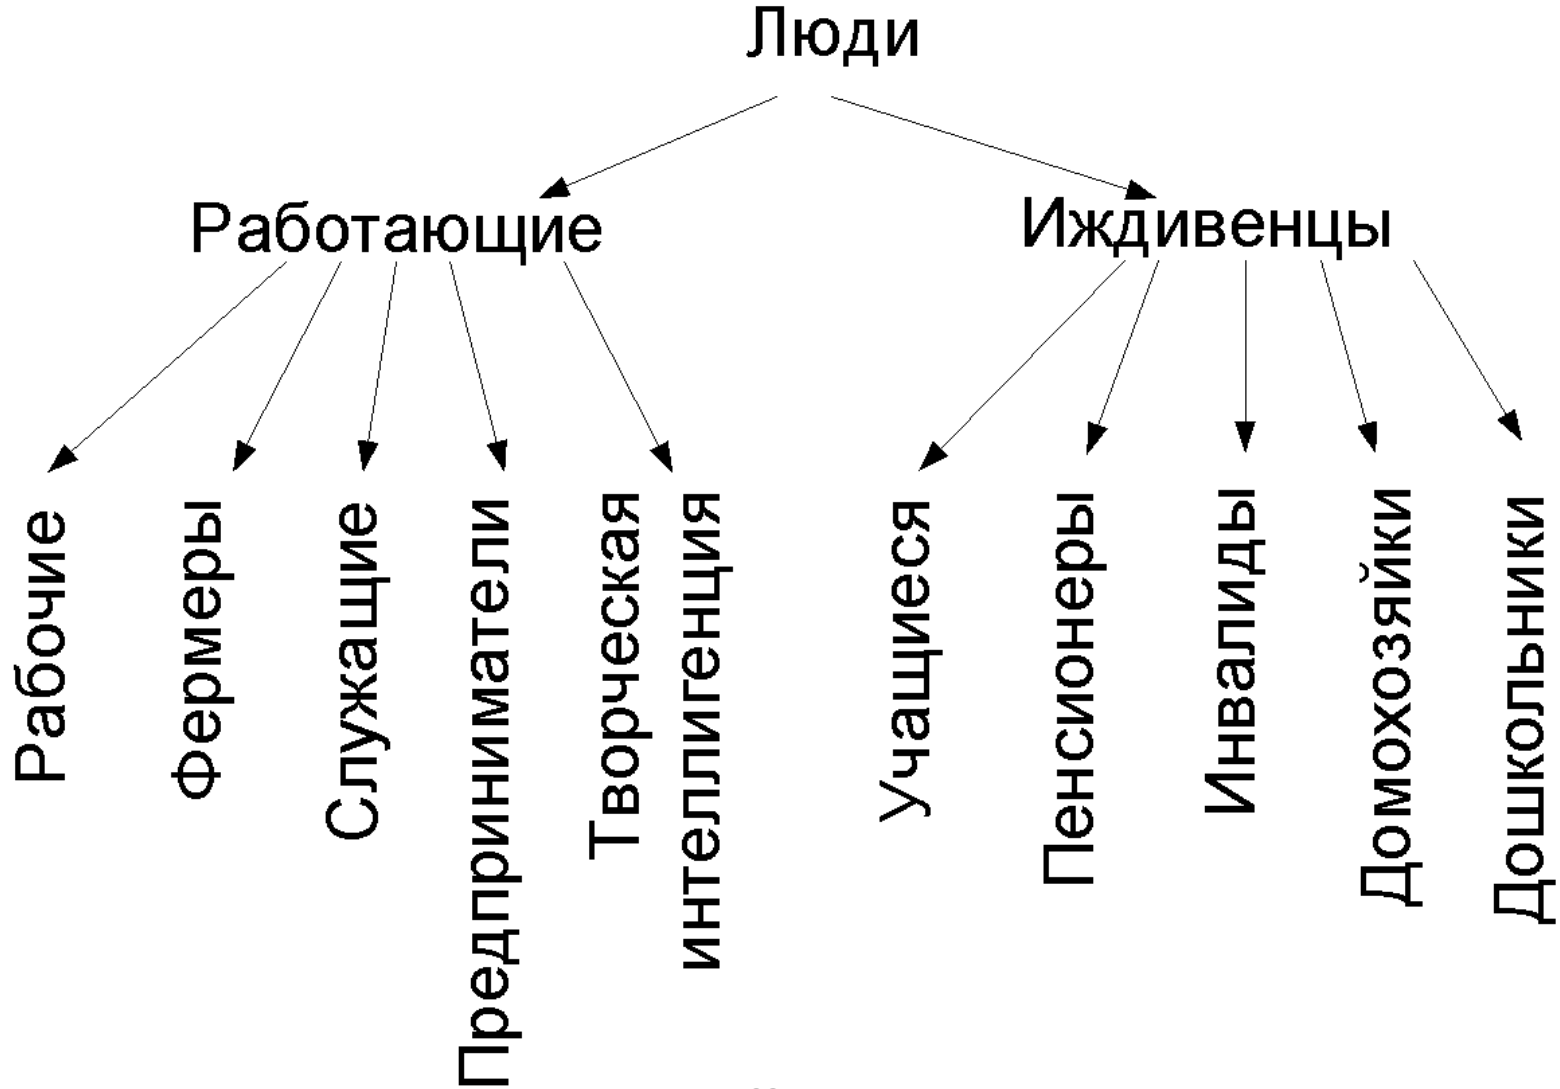 Люди
Работающие
Иждивенцы
Рабочие
Фермеры
Служащие
Предприниматели
Творческая
интеллигенция
Учащиеся
Пенсионеры
Инвалиды
Домохозяйки
Дошкольники